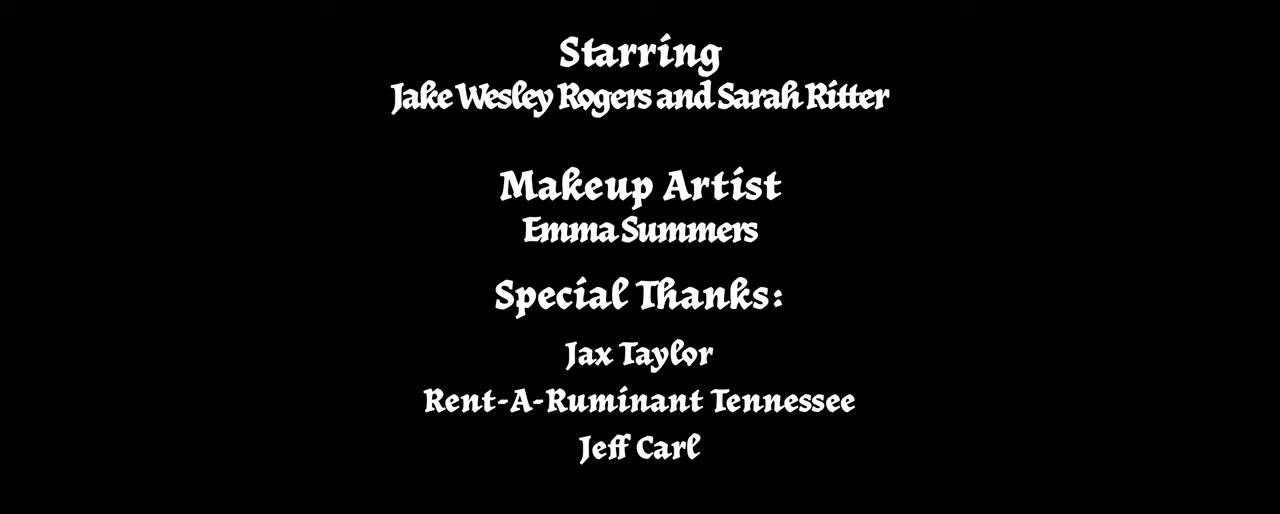 Starring
Jake Wesley Rogers and Sarah Ritter
Makeup Artist
Emma Summers
Special Thanks:
Jax Taylor
Rent-A-Ruminant Tennessee
Jeff Carl